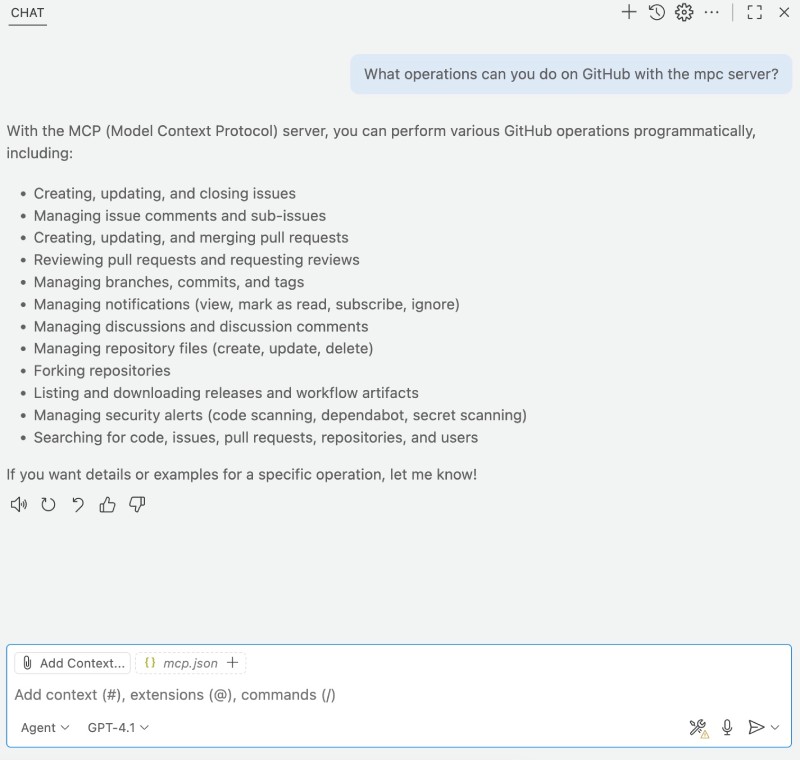 CHAT
What operations can you do on GitHub with the mpc server?
With the MCP (Model Context Protocol) server, you can perform various GitHub operations programmatically,
including:
• Creating, updating, and closing issues
• Managing issue comments and sub-issues
• Creating, updating, and merging pull requests
• Reviewing pull requests and requesting reviews
• Managing branches, commits, and tags
• Managing notifications (view, mark as read, subscribe, ignore)
• Managing discussions and discussion comments
• Managing repository files (create, update, delete)
• Forking repositories
• Listing and downloading releases and workflow artifacts
• Managing security alerts (code scanning, dependabot, secret scanning)
• Searching for code, issues, pull requests, repositories, and users
If you want details or examples for a specific operation, let me know!
Add Context... {} mcp.json +
Add context (#), extensions (@), commands (/)
Agent GPT-4.1